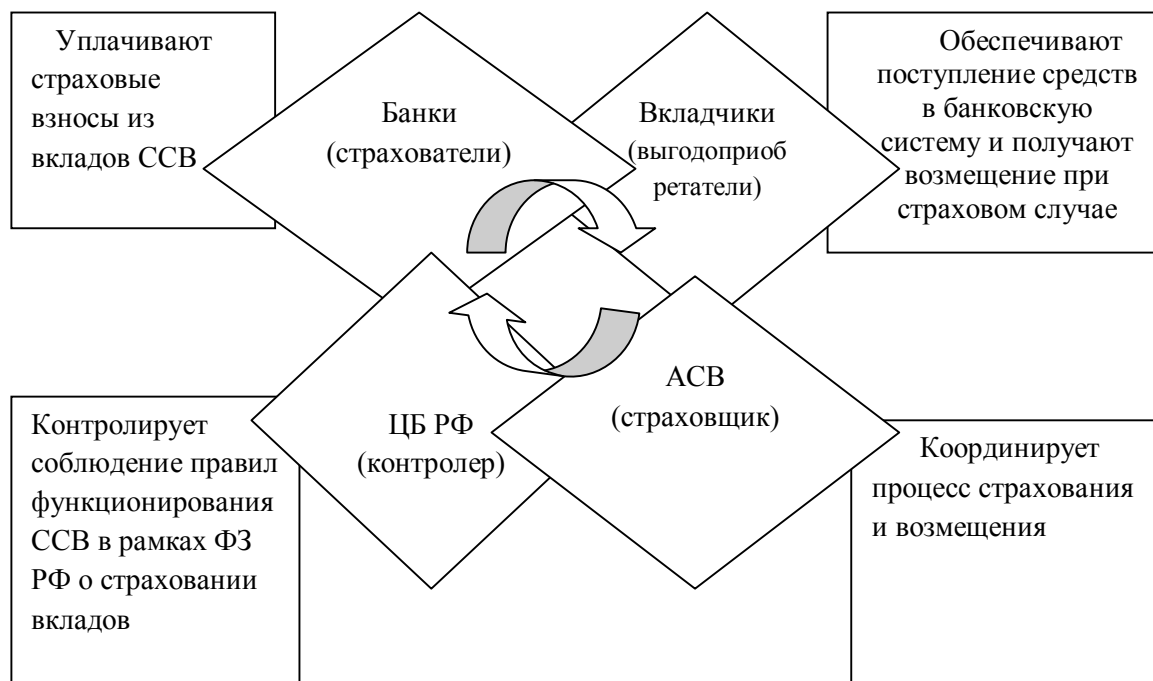 Уплачивают
страховые
взносы из
вкладов ССВ
Банки
(страхователи)
Вкладчики
(выгодоприоб
ретатели)
Обеспечивают
поступление средств
в банковскую
систему и получают
возмещение при
страховом случае
Контролирует
соблюдение правил
функционирования
ССВ в рамках ФЗ
РФ о страховании
вкладов
ЦБ РФ
(контролер)
АСВ
(страховщик)
Координирует
процесс страхования
и возмещения